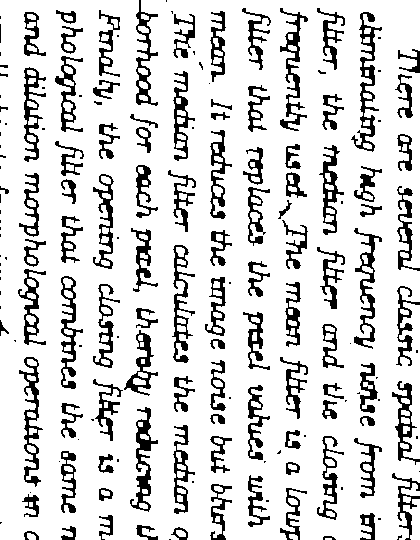 There are several classic spatial filters
eliminating high frequency noise from
filter, the median filter and the closing
frequently used. The mean filter is a
filter that replaces the pixel values with
mean. It reduces the image noise but blurs
The median filter calculates the median
borhood for each pixel, thereby reducing
Finally, the opening closing filter is a
phological filter that combines the same
and dilation morphological operations in